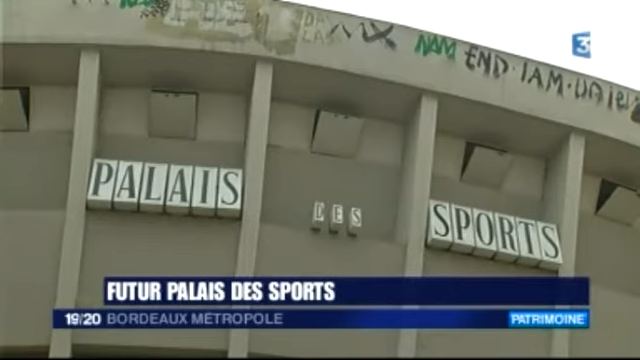 3
NAM END·IAM·
PALAIS DES SPORTS
FUTUR PALAIS DES SPORTS
19/20 BORDEAUX MÉTROPOLE PATRIMOINE